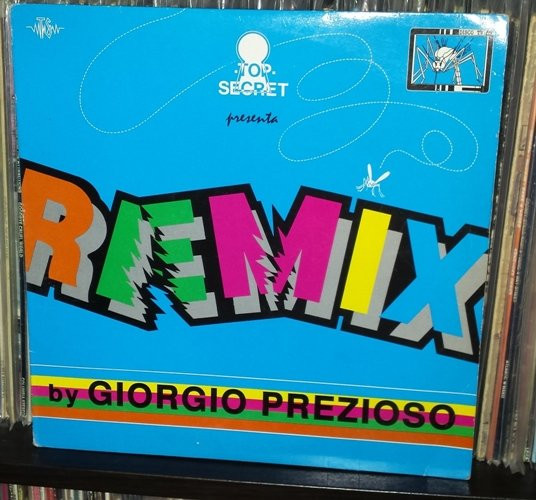 TOP
SECRET
presenta
REMIX
by GIORGIO PREZIOSO